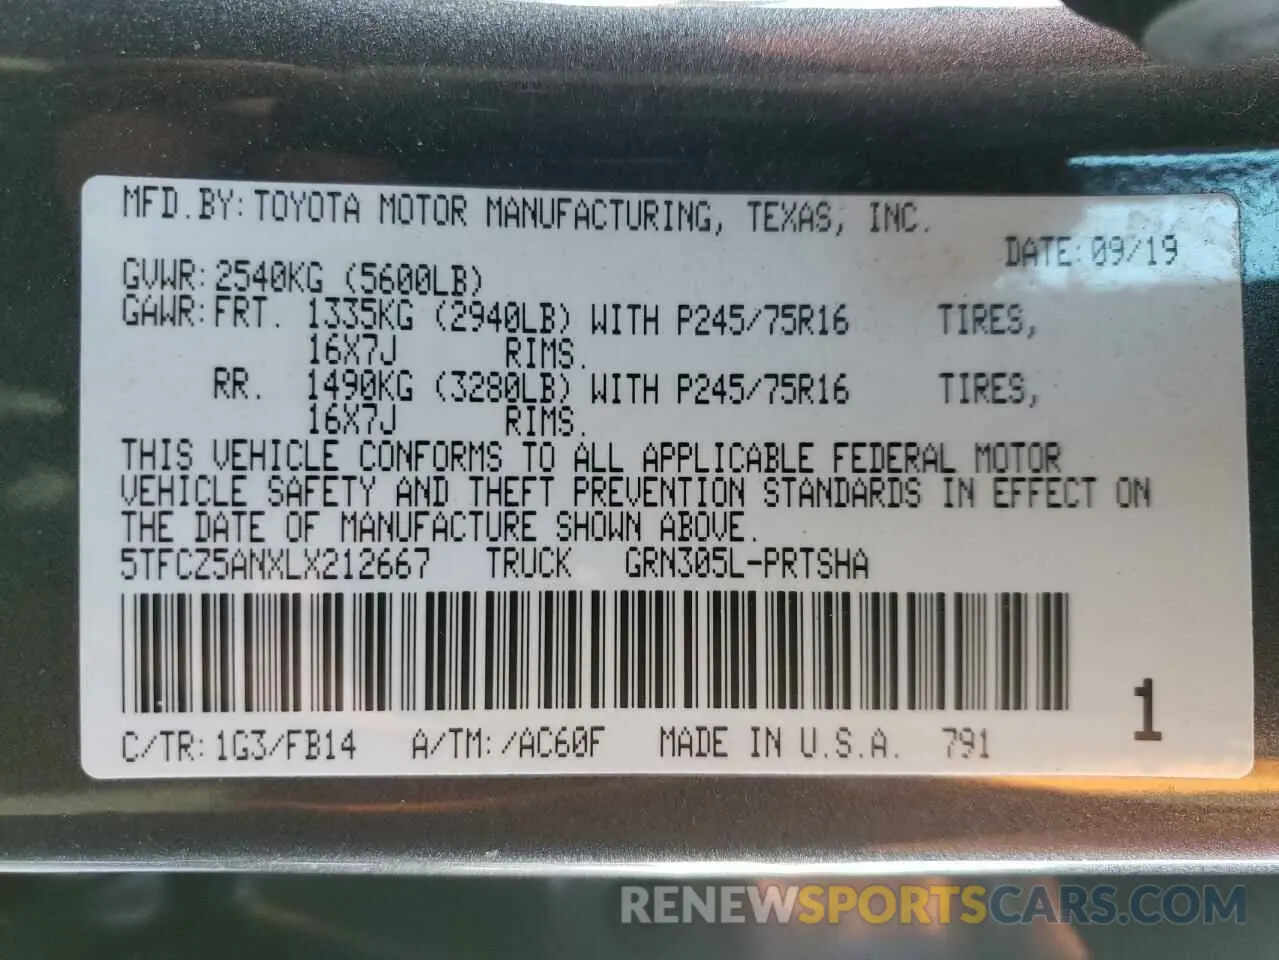 MFD.BY: TOYOTA MOTOR MANUFACTURING, TEXAS, INC.
DATE: 09/19
GVWR: 2540KG (5600LB)
GAWR: FRT. 1335KG (2940LB) WITH P245/75R16 TIRES,
16X7J RIMS.
RR. 1490KG (3280LB) WITH P245/75R16 TIRES,
16X7J RIMS.
THIS VEHICLE CONFORMS TO ALL APPLICABLE FEDERAL MOTOR
VEHICLE SAFETY AND THEFT PREVENTION STANDARDS IN EFFECT ON
THE DATE OF MANUFACTURE SHOWN ABOVE.
5TFCZ5ANXLX212667 TRUCK GRN305L-PRTSHA
1
C/TR: 1G3/FB14 A/TM: /AC60F MADE IN U.S.A. 791
RENEWSPORTSCARS.COM